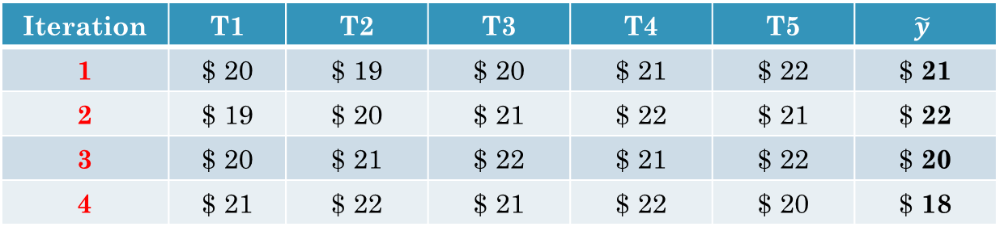 Iteration T1 T2 T3 T4 T5 ỹ
1 $ 20 $ 19 $ 20 $ 21 $ 22 $ 21
2 $ 19 $ 20 $ 21 $ 22 $ 21 $ 22
3 $ 20 $ 21 $ 22 $ 21 $ 22 $ 20
4 $ 21 $ 22 $ 21 $ 22 $ 20 $ 18